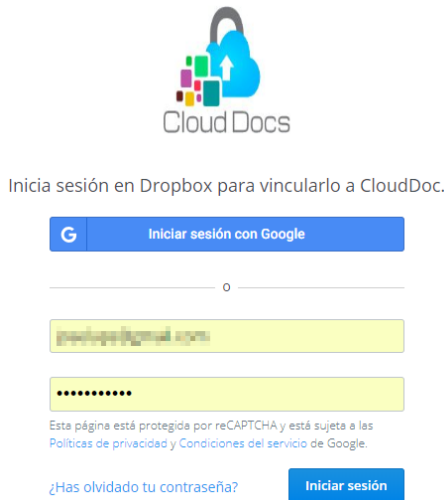 Cloud Docs
Inicia sesión en Dropbox para vincularlo a CloudDoc.
G
Iniciar sesión con Google
o
•••••••••••
Esta página está protegida por reCAPTCHA y está sujeta a las
Políticas de privacidad y Condiciones del servicio de Google.
¿Has olvidado tu contraseña?
Iniciar sesión